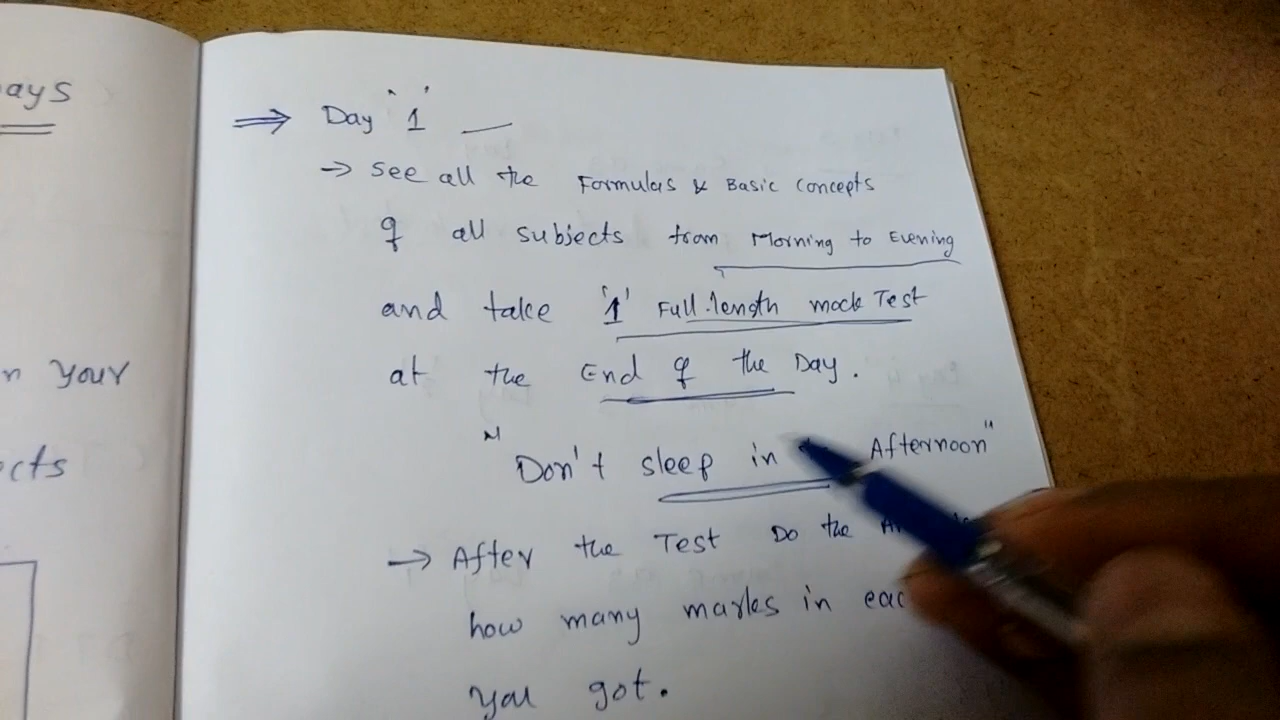 ays
n Your
cts
⇒ Day '1' —
→ See all the Formulas & Basic Concepts
of all subjects from Morning to Evening
and take '1' Full-length mock Test
at the End of the Day.
"Don't sleep in Afternoon"
→ After the Test Do the
how many marks in eac
you got.